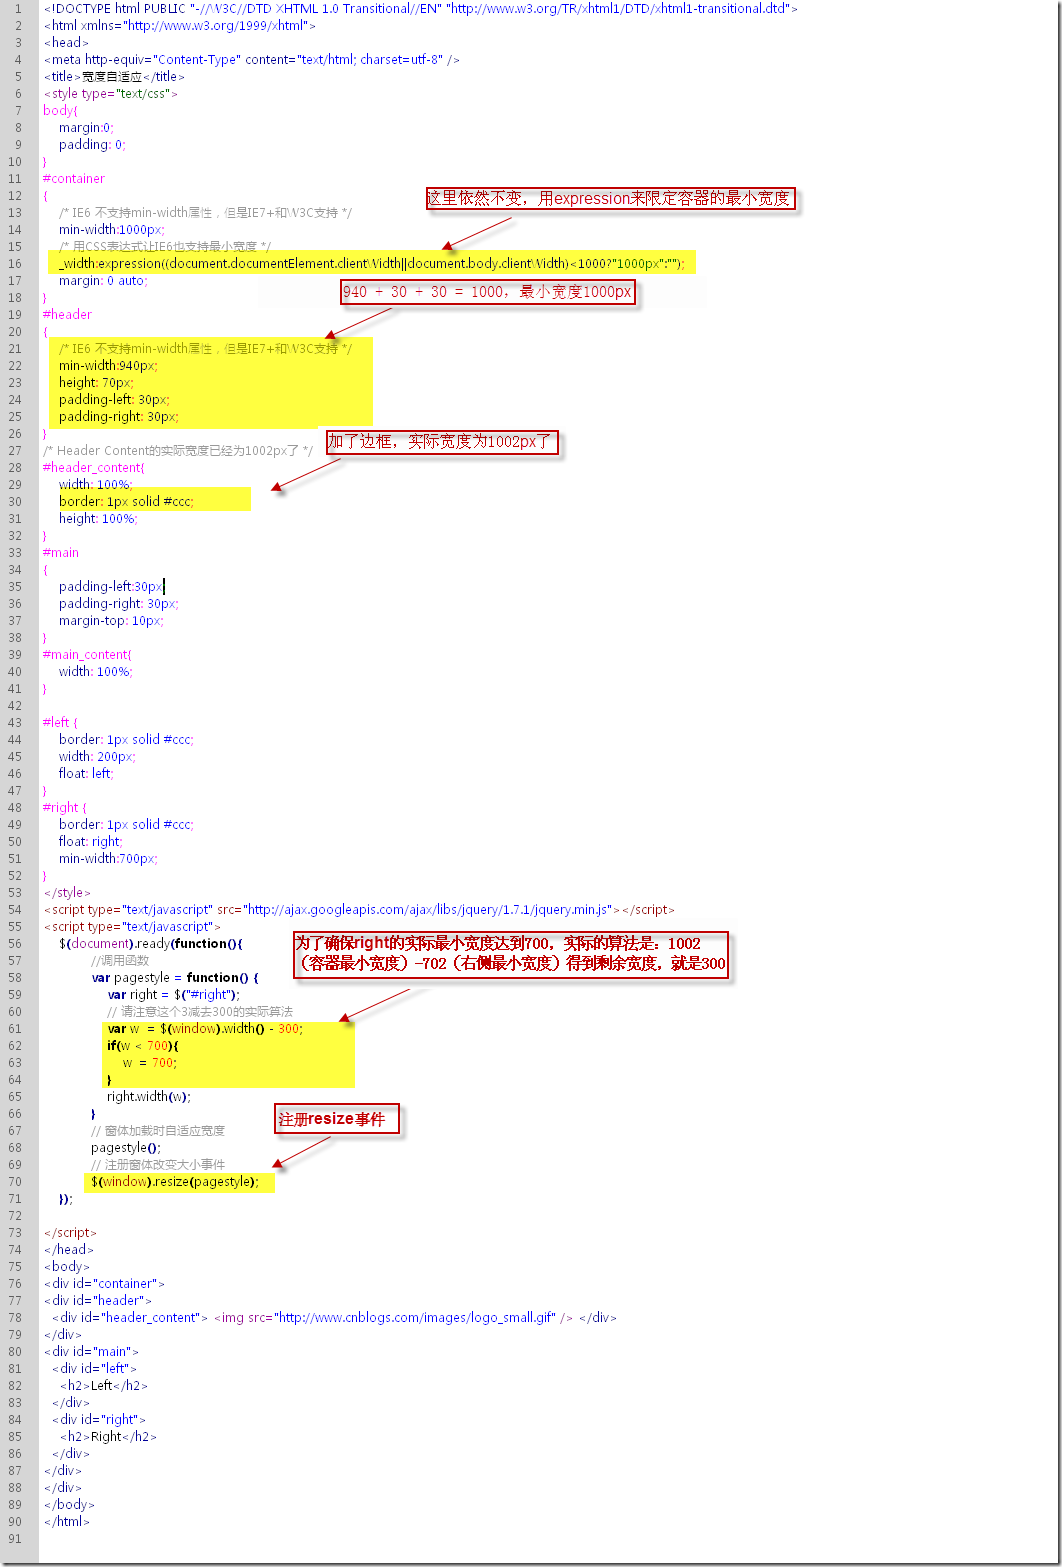 1 <!DOCTYPE html PUBLIC "-//W3C//DTD XHTML 1.0 Transitional//EN" "http://www.w3.org/TR/xhtml1/DTD/xhtml1-transitional.dtd">
2 <html xmlns="http://www.w3.org/1999/xhtml">
3 <head>
4 <meta http-equiv="Content-Type" content="text/html; charset=utf-8" />
5 <title>宽度自适应</title>
6 <style type="text/css">
7 body{
8 margin:0;
9 padding: 0;
10 }
11 #container
12 {
这里依然不变，用expression来限定容器的最小宽度
13 /* IE6 不支持min-width属性，但是IE7+和W3C支持 */
14 min-width:1000px;
15 /* 用CSS表达式让IE6也支持最小宽度 */
16 _width:expression((document.documentElement.clientWidth||document.body.clientWidth)<1000?"1000px":"");
17 margin: 0 auto;
940 + 30 + 30 = 1000，最小宽度1000px
18 }
19 #header
20 {
21 /* IE6 不支持min-width属性，但是IE7+和W3C支持 */
22 min-width:940px;
23 height: 70px;
24 padding-left: 30px;
25 padding-right: 30px;
26 }
加了边框，实际宽度为1002px了
27 /* Header Content的实际宽度已经为1002px了 */
28 #header_content{
29 width: 100%;
30 border: 1px solid #ccc;
31 height: 100%;
32 }
33 #main
34 {
35 padding-left:30px
36 padding-right: 30px;
37 margin-top: 10px;
38 }
39 #main_content{
40 width: 100%;
41 }
42
43 #left {
44 border: 1px solid #ccc;
45 width: 200px;
46 float: left;
47 }
48 #right {
49 border: 1px solid #ccc;
50 float: right;
51 min-width:700px;
52 }
53 </style>
54 <script type="text/javascript" src="http://ajax.googleapis.com/ajax/libs/jquery/1.7.1/jquery.min.js"></script>
55 <script type="text/javascript">
56 $(document).ready(function(){
为了确保right的实际最小宽度达到700，实际的算法是：1002
（容器最小宽度）-702（右侧最小宽度）得到剩余宽度，就是300
57 //调用函数
58 var pagestyle = function() {
59 var right = $("#right");
60 // 请注意这个3减去300的实际算法
61 var w = $(window).width() - 300;
62 if(w < 700){
63 w = 700;
64 }
65 right.width(w);
66 }
注册resize事件
67 // 窗体加载时自适应宽度
68 pagestyle();
69 // 注册窗体改变大小事件
70 $(window).resize(pagestyle);
71 });
72
73 </script>
74 </head>
75 <body>
76 <div id="container">
77 <div id="header">
78 <div id="header_content"> <img src="http://www.cnblogs.com/images/logo_small.gif" /> </div>
79 </div>
80 <div id="main">
81 <div id="left">
82 <h2>Left</h2>
83 </div>
84 <div id="right">
85 <h2>Right</h2>
86 </div>
87 </div>
88 </div>
89 </body>
90 </html>
91